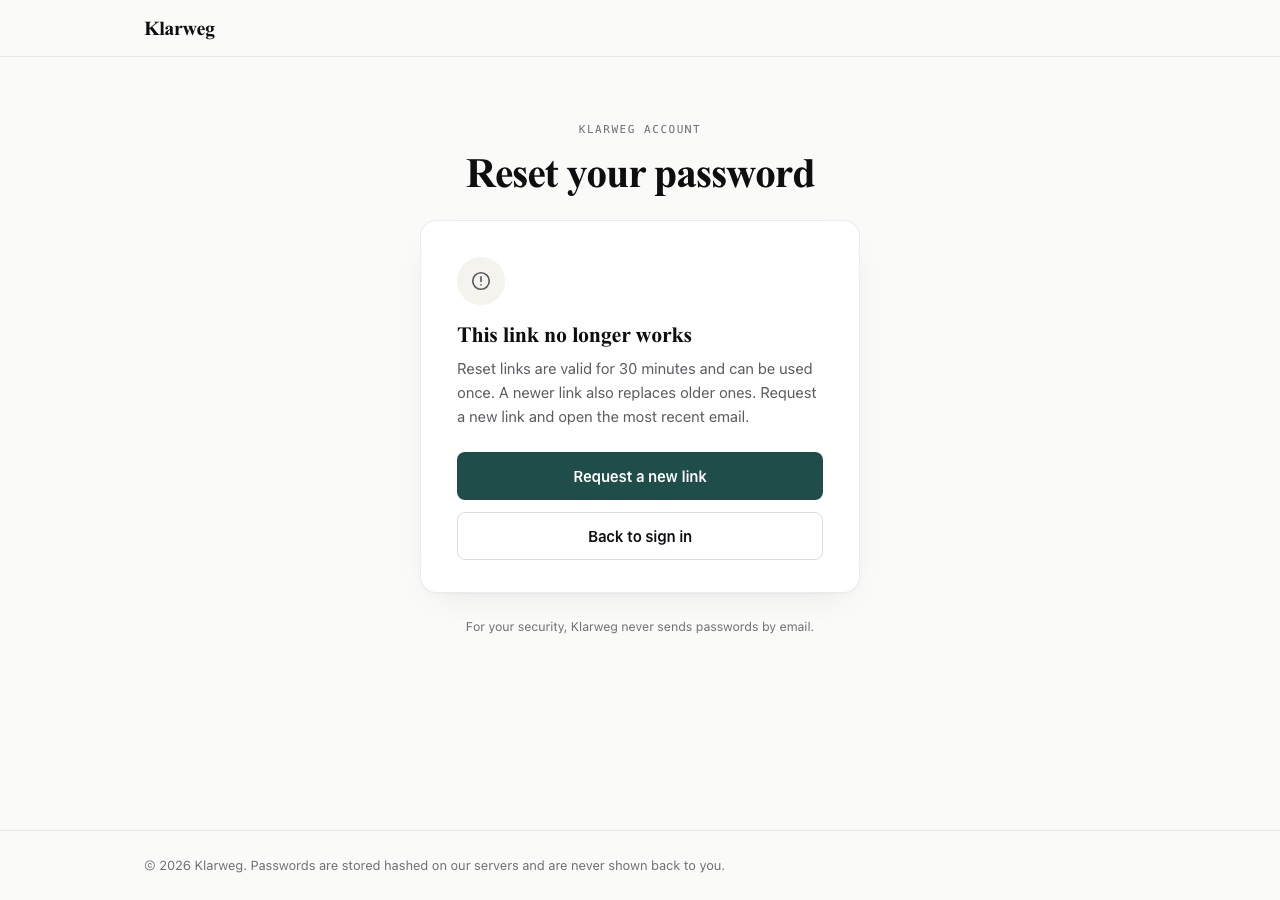 Klarweg
KLARWEG ACCOUNT
Reset your password
This link no longer works
Reset links are valid for 30 minutes and can be used
once. A newer link also replaces older ones. Request
a new link and open the most recent email.
Request a new link
Back to sign in
For your security, Klarweg never sends passwords by email.
© 2026 Klarweg. Passwords are stored hashed on our servers and are never shown back to you.